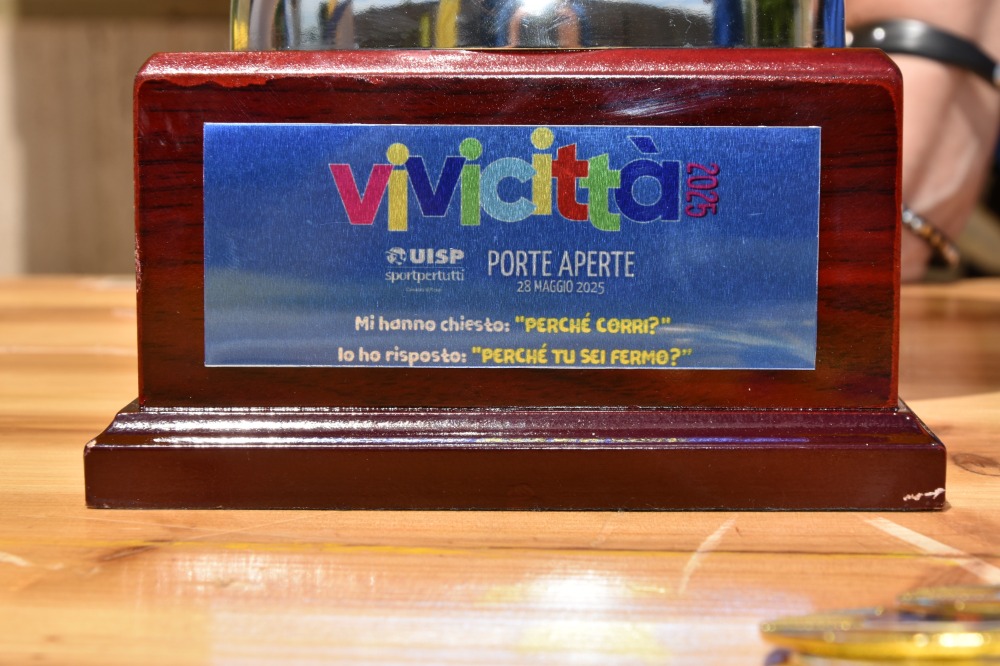 vivicittà 2025
UISP
sportpertutti
PORTE APERTE
28 MAGGIO 2025
Mi hanno chiesto: "PERCHÉ CORRI?"
Io ho risposto: "PERCHÉ TU SEI FERMO?"